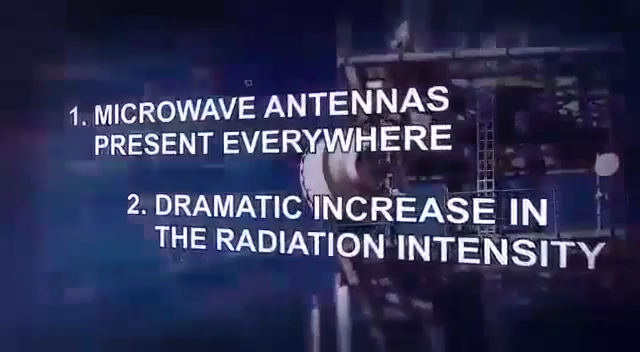 1. MICROWAVE ANTENNAS
PRESENT EVERYWHERE
2. DRAMATIC INCREASE IN
THE RADIATION INTENSITY